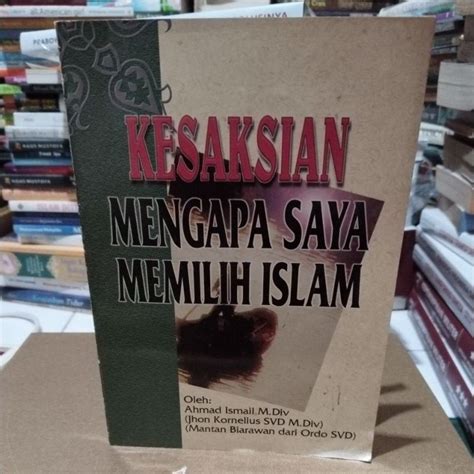 KESAKSIAN
MENGAPA SAYA
MEMILIH ISLAM
Oleh:
Ahmad Ismail.M.Div
(Jhon Kornelius SVD M.Div)
(Mantan Biarawan dari Ordo SVD)